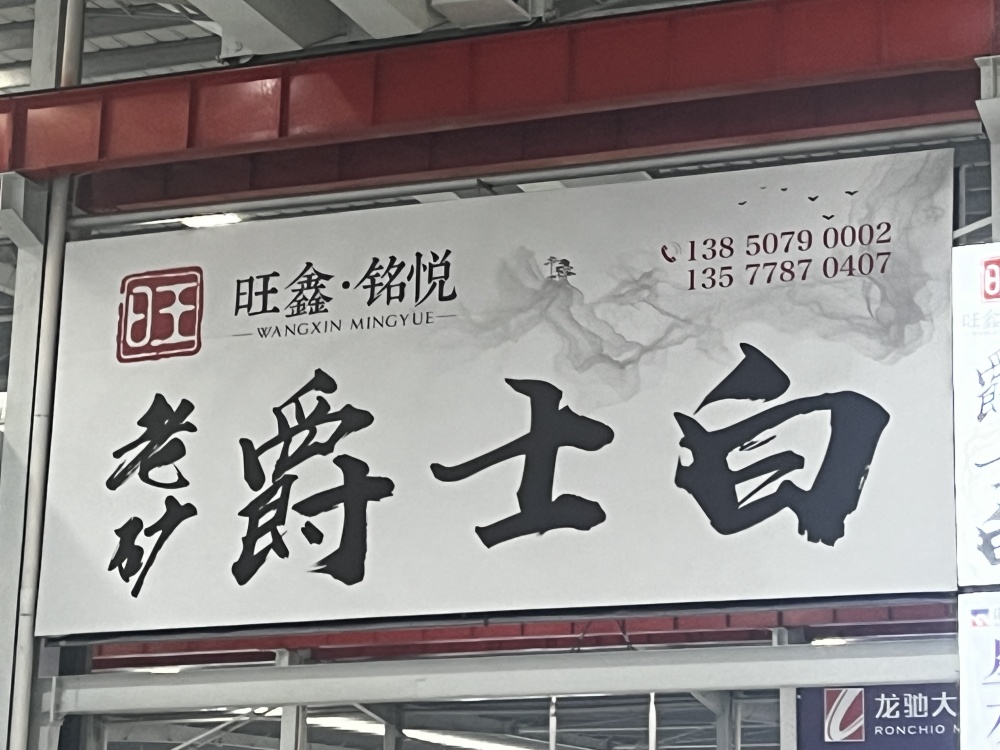 旺
旺鑫·铭悦
WANGXIN MINGYUE
138 5079 0002
135 7787 0407
老矿
爵士白
龙驰大
RONCHIO